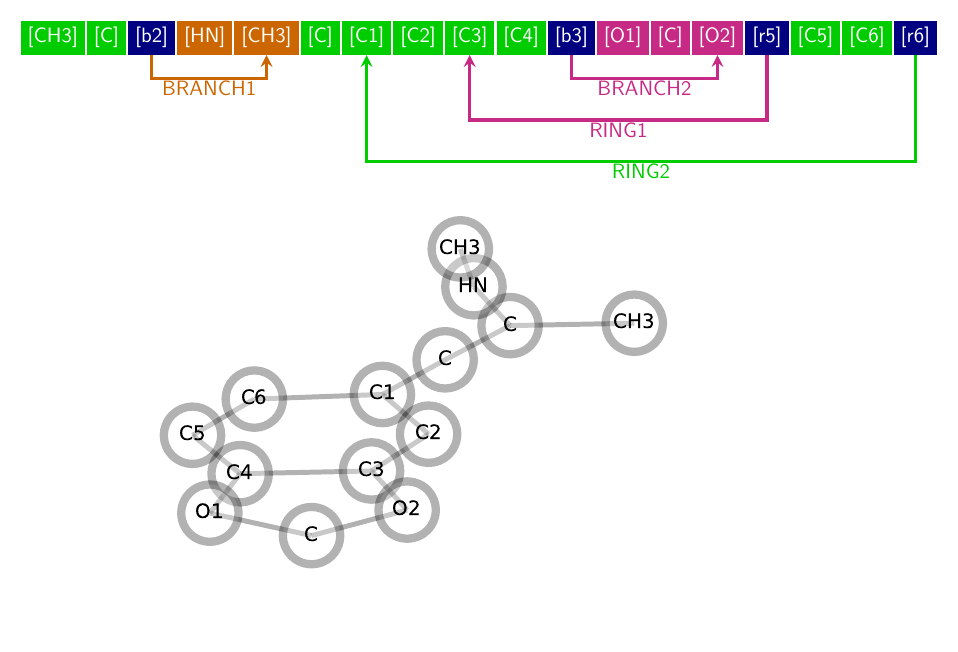 [CH3] [C] [b2] [HN] [CH3] [C] [C1] [C2] [C3] [C4] [b3] [O1] [C] [O2] [r5] [C5] [C6] [r6]
BRANCH1 BRANCH2
RING1
RING2
CH3
HN
C CH3
C
C6 C1
C5 C2
C4 C3
O1 O2
C